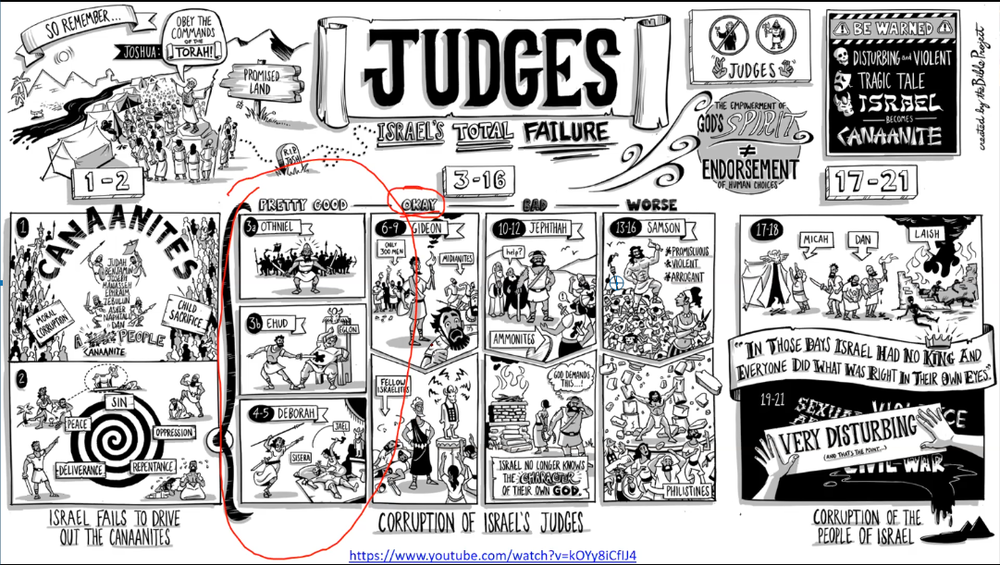 SO REMEMBER...
JOSHUA:
OBEY THE
COMMANDS
OF THE
TORAH!
PROMISED
LAND
R.I.P.
JOSH
1-2
JUDGES
ISRAEL'S TOTAL FAILURE
3-16
"JUDGES"
THE EMPOWERMENT OF
GOD'S SPIRIT
≠
ENDORSEMENT
OF HUMAN CHOICES
BE WARNED
DISTURBING and VIOLENT
TRAGIC TALE
ISRAEL
BECOMES
CANAANITE
created by the Bible Project
17-21
1
CANAANITES
JUDAH
BENJAMIN
JOSEPH
MANASSEH
EPHRAIM
ZEBULUN
ASHER
NAPHTALI
DAN
MORAL
CORRUPTION
CHILD
SACRIFICE
A
PEOPLE
CANAANITE
2
SIN
PEACE
OPPRESSION
DELIVERANCE
REPENTANCE
ISRAEL FAILS TO DRIVE
OUT THE CANAANITES
PRETTY GOOD
OKAY
BAD
WORSE
3a OTHNIEL
3b EHUD
EGLON
4-5 DEBORAH
JAEL
SISERA
6-9 GIDEON
ONLY
300 MEN
MIDIANITES
FELLOW
ISRAELITES
10-12 JEPHTHAH
help?
AMMONITES
GOD DEMANDS
THIS...!
ISRAEL NO LONGER KNOWS
THE CHARACTER
OF THEIR OWN GOD.
13-16 SAMSON
*PROMISCUOUS
*VIOLENT
*ARROGANT
PHILISTINES
CORRUPTION OF ISRAEL'S JUDGES
17-18
MICAH
DAN
LAISH
"IN THOSE DAYS ISRAEL HAD NO KING AND
EVERYONE DID WHAT WAS RIGHT IN THEIR OWN EYES"
19-21
VERY DISTURBING
(AND THAT'S THE POINT...)
CIVIL WAR
CORRUPTION OF THE
PEOPLE OF ISRAEL
https://www.youtube.com/watch?v=kOYy8iCfIJ4